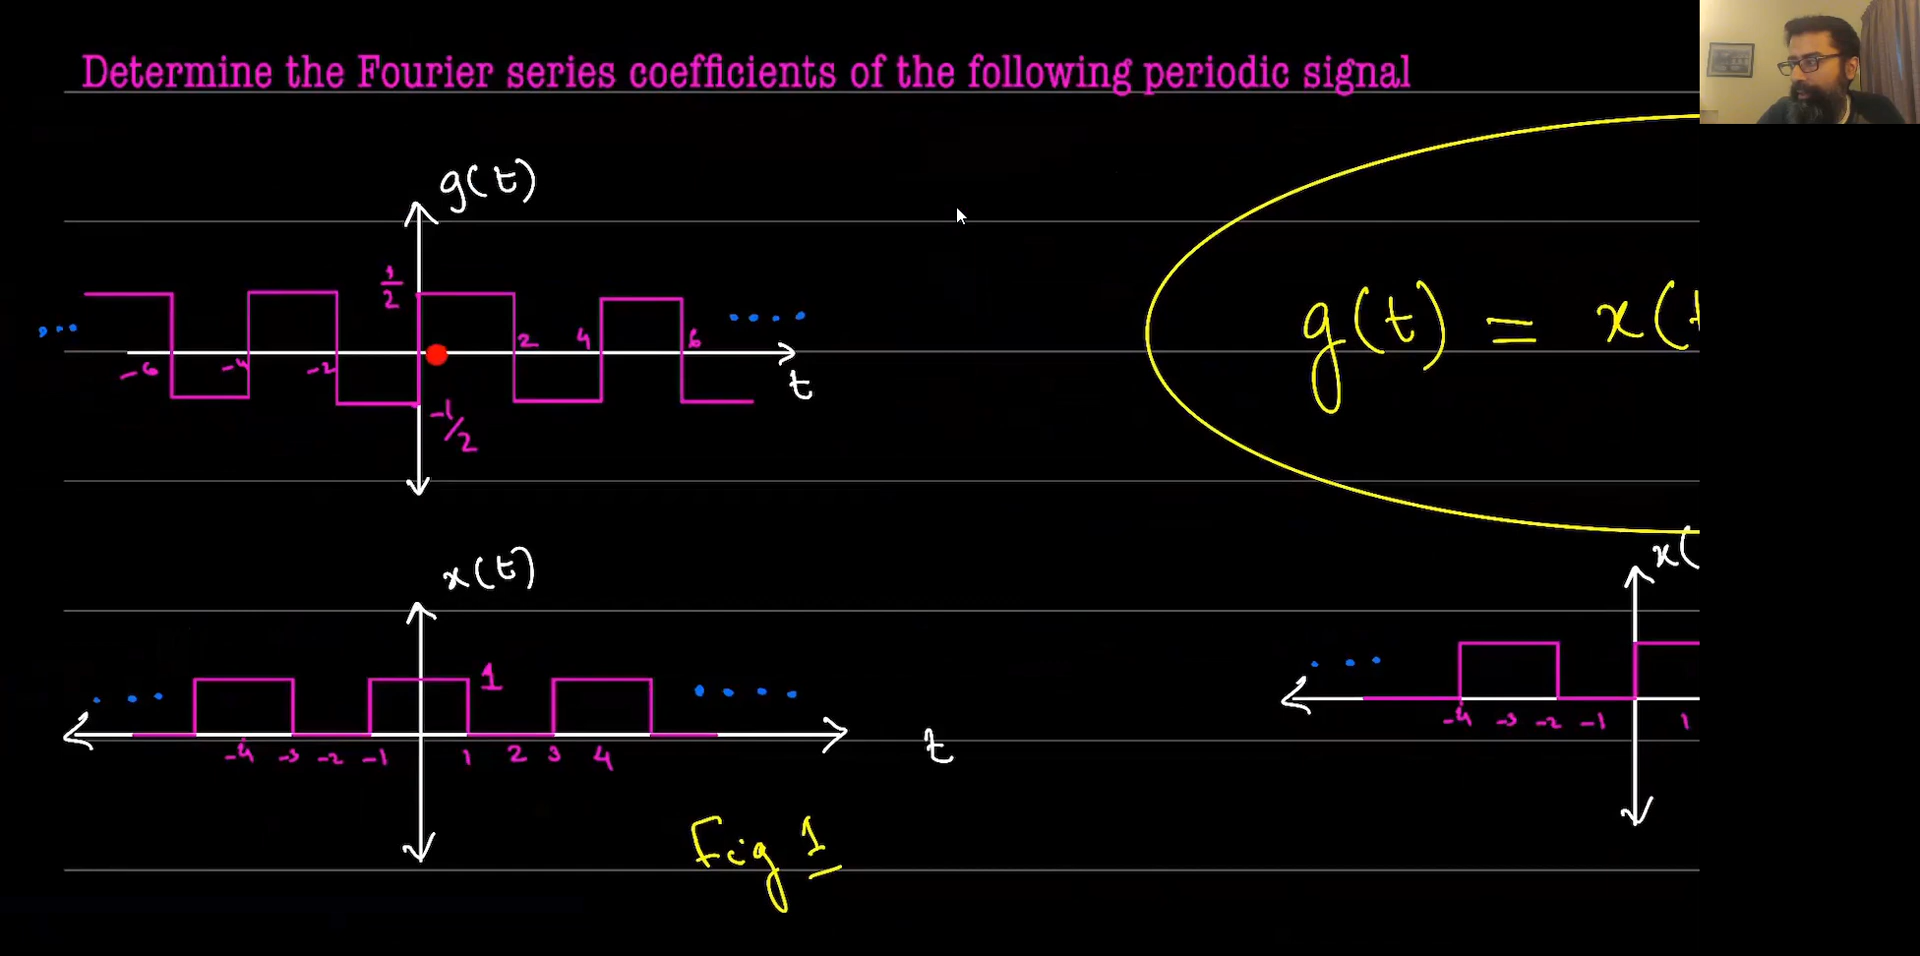 Determine the Fourier series coefficients of the following periodic signal
g(t)
1/2
-6 -4 -2 2 4 6
t
-1/2
g(t) = x(t
x(t)
1
-4 -3 -2 -1 1 2 3 4
t
Fig 1
x(
-4 -3 -2 -1 1